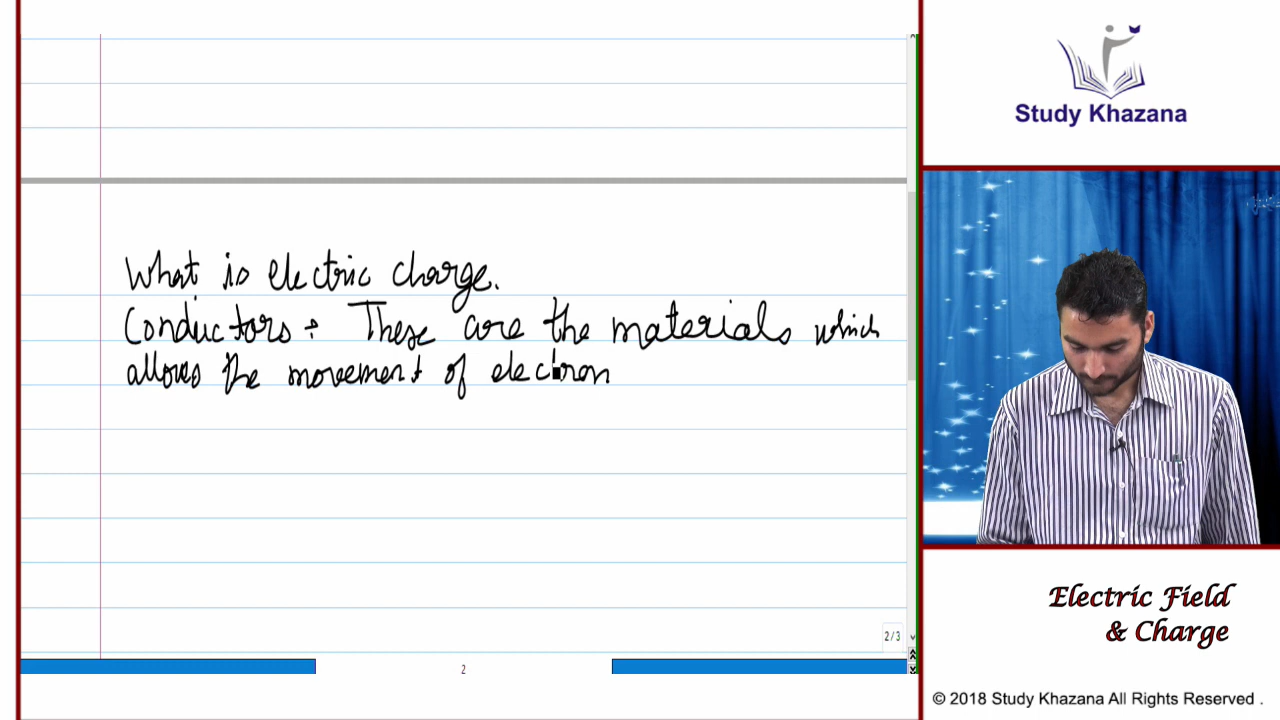 What is electric charge.
Conductors : These are the materials which
allows the movement of electron
2/3
2
Study Khazana
Electric Field
& Charge
© 2018 Study Khazana All Rights Reserved .